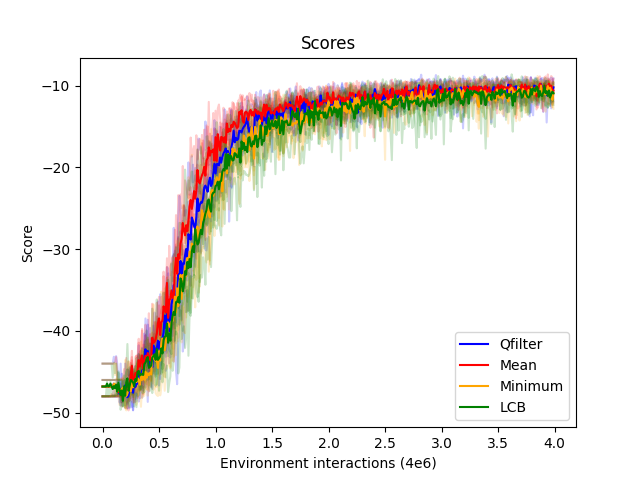 Scores
Score
−10
−20
−30
−40
−50
0.0 0.5 1.0 1.5 2.0 2.5 3.0 3.5 4.0
Environment interactions (4e6)
Qfilter
Mean
Minimum
LCB